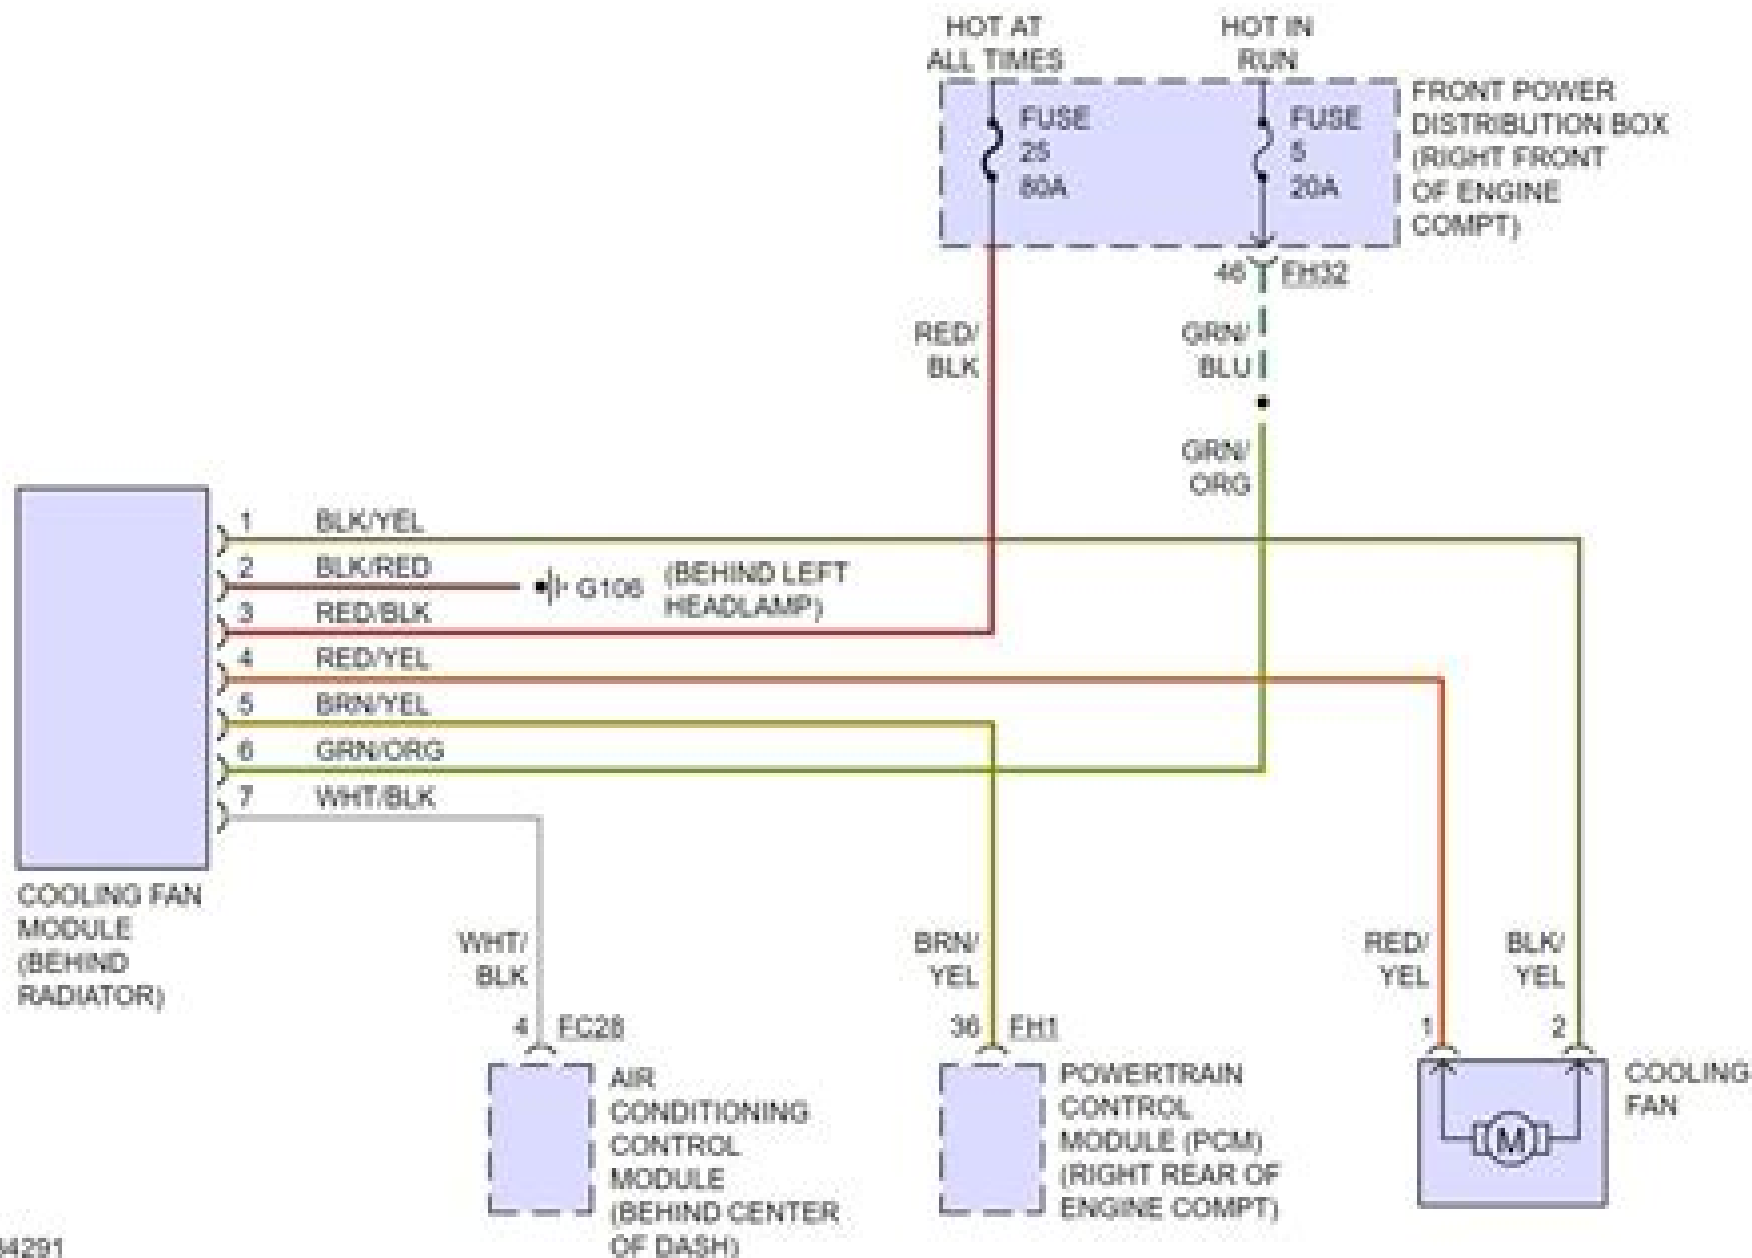 HOT AT
ALL TIMES
HOT IN
RUN
FUSE
25
60A
FUSE
5
20A
FRONT POWER
DISTRIBUTION BOX
(RIGHT FRONT
OF ENGINE
COMPT)
46 FH32
RED/
BLK
GRN/
BLU
GRN/
ORG
1 BLK/YEL
2 BLK/RED
G106
(BEHIND LEFT
HEADLAMP)
3 RED/BLK
4 RED/YEL
5 BRN/YEL
6 GRN/ORG
7 WHT/BLK
COOLING FAN
MODULE
(BEHIND
RADIATOR)
WHT/
BLK
BRN/
YEL
RED/
YEL
BLK/
YEL
4 FC28
36 FH1
1
2
AIR
CONDITIONING
CONTROL
MODULE
(BEHIND CENTER
OF DASH)
POWERTRAIN
CONTROL
MODULE (PCM)
(RIGHT REAR OF
ENGINE COMPT)
M
COOLING
FAN
84291